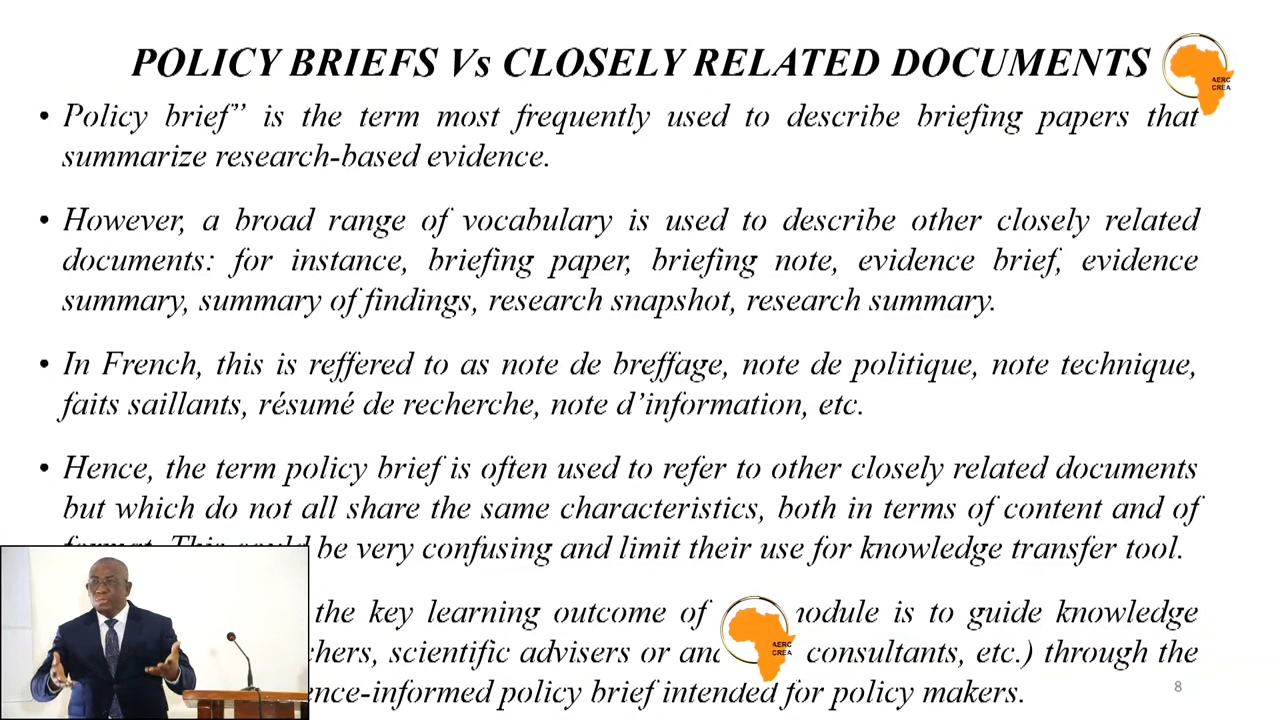 POLICY BRIEFS Vs CLOSELY RELATED DOCUMENTS
AERC
CREA
• Policy brief” is the term most frequently used to describe briefing papers that
summarize research-based evidence.
• However, a broad range of vocabulary is used to describe other closely related
documents: for instance, briefing paper, briefing note, evidence brief, evidence
summary, summary of findings, research snapshot, research summary.
• In French, this is reffered to as note de breffage, note de politique, note technique,
faits saillants, résumé de recherche, note d’information, etc.
• Hence, the term policy brief is often used to refer to other closely related documents
but which do not all share the same characteristics, both in terms of content and of
be very confusing and limit their use for knowledge transfer tool.
the key learning outcome of module is to guide knowledge
scientific advisers or consultants, etc.) through the
policy brief intended for policy makers.
AERC
CREA
8